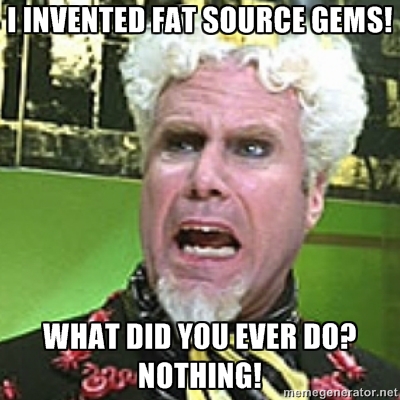 I INVENTED FAT SOURCE GEMS!
WHAT DID YOU EVER DO?
NOTHING!
memegenerator.net